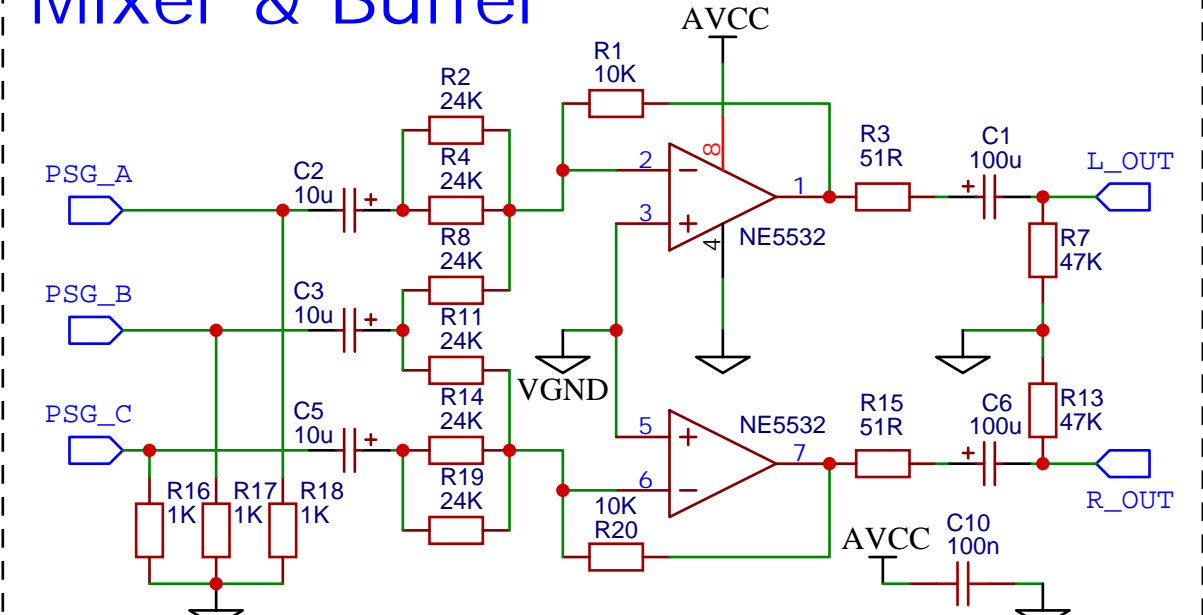 Mixer & Buffer
AVCC
R1
10K
R2
24K
R4
24K
R8
24K
R11
24K
R14
24K
R19
24K
PSG_A
C2
10u
PSG_B
C3
10u
PSG_C
C5
10u
R16
1K
R17
1K
R18
1K
2
3
8
1
4
NE5532
R3
51R
C1
100u
L_OUT
R7
47K
VGND
5
6
7
NE5532
10K
R20
R15
51R
C6
100u
R13
47K
R_OUT
AVCC
C10
100n